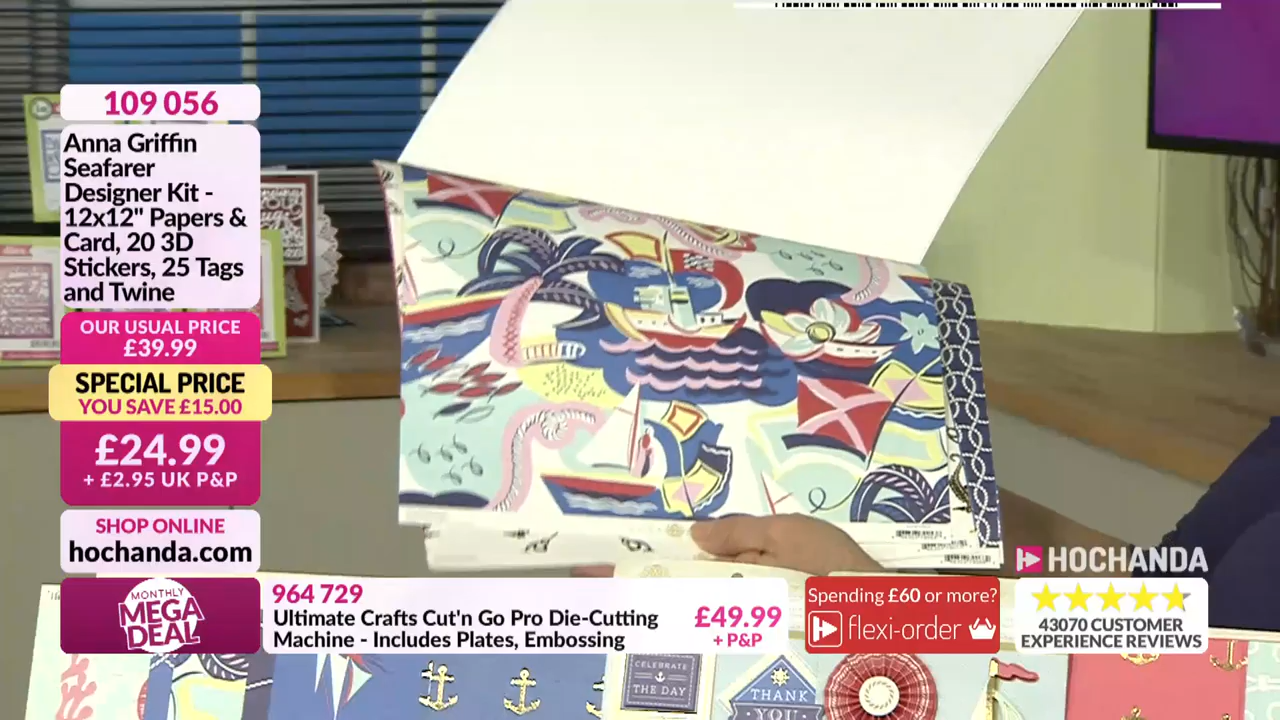 109 056
Anna Griffin
Seafarer
Designer Kit -
12x12" Papers &
Card, 20 3D
Stickers, 25 Tags
and Twine
OUR USUAL PRICE
£39.99
SPECIAL PRICE
YOU SAVE £15.00
£24.99
+ £2.95 UK P&P
SHOP ONLINE
hochanda.com
HOCHANDA
MONTHLY
MEGA
DEAL
964 729
Ultimate Crafts Cut'n Go Pro Die-Cutting
Machine - Includes Plates, Embossing
£49.99
+ P&P
Spending £60 or more?
flexi-order
43070 CUSTOMER
EXPERIENCE REVIEWS
CELEBRATE
THE DAY
THANK
YOU